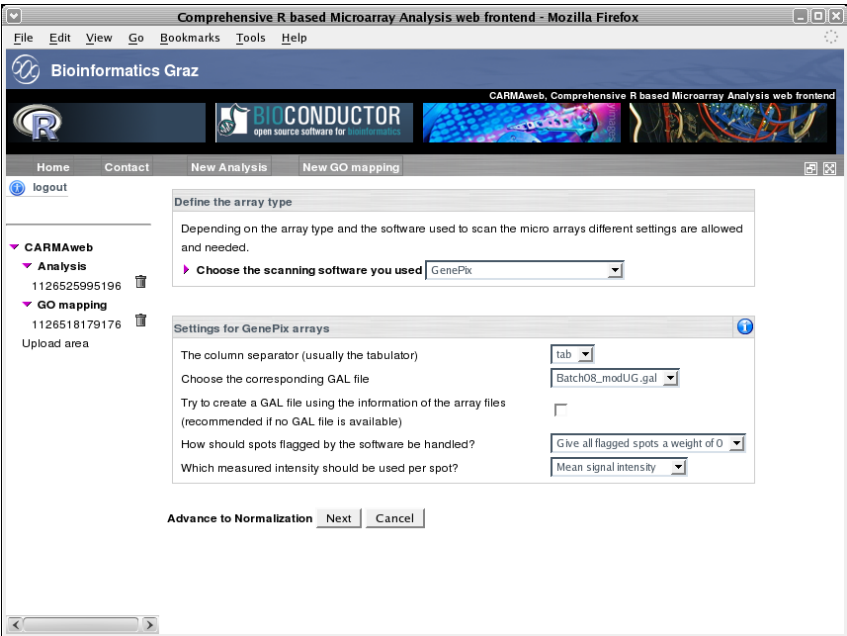 Comprehensive R based Microarray Analysis web frontend - Mozilla Firefox
File Edit View Go Bookmarks Tools Help
Bioinformatics Graz
CARMAweb, Comprehensive R based Microarray Analysis web frontend
R
BIOCONDUCTOR
open source software for bioinformatics
Home Contact New Analysis New GO mapping
logout
CARMAweb
Analysis
1126525995196
GO mapping
1126518179176
Upload area
Define the array type
Depending on the array type and the software used to scan the micro arrays different settings are allowed
and needed.
Choose the scanning software you used GenePix
Settings for GenePix arrays
The column separator (usually the tabulator) tab
Choose the corresponding GAL file Batch08_modUG.gal
Try to create a GAL file using the information of the array files
(recommended if no GAL file is available)
How should spots flagged by the software be handled? Give all flagged spots a weight of 0
Which measured intensity should be used per spot? Mean signal intensity
Advance to Normalization Next Cancel